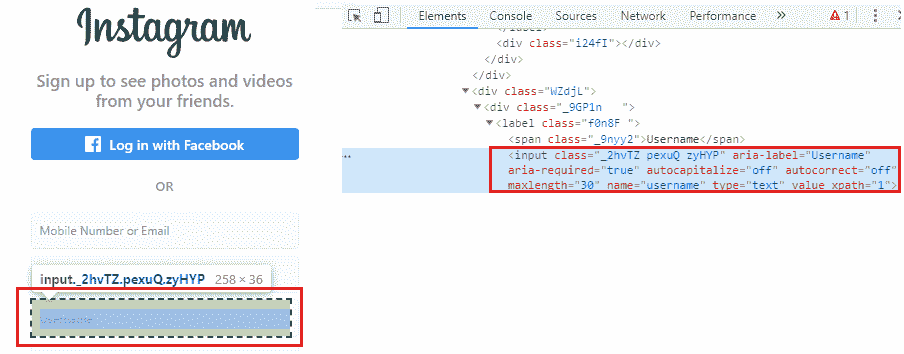 Instagram
Sign up to see photos and videos
from your friends.
Log in with Facebook
OR
Mobile Number or Email
input._2hvTZ.pexuQ.zyHYP 258 × 36
Username
Elements Console Sources Network Performance » 1
</label>
<div class="i24fI"></div>
</div>
</div>
▼<div class="WZdjL">
▼<div class="_9GP1n   ">
▼<label class="f0n8F ">
<span class="_9nyy2">Username</span>
<input class="_2hvTZ pexuQ zyHYP" aria-label="Username"
aria-required="true" autocapitalize="off" autocorrect="off"
maxlength="30" name="username" type="text" value xpath="1">